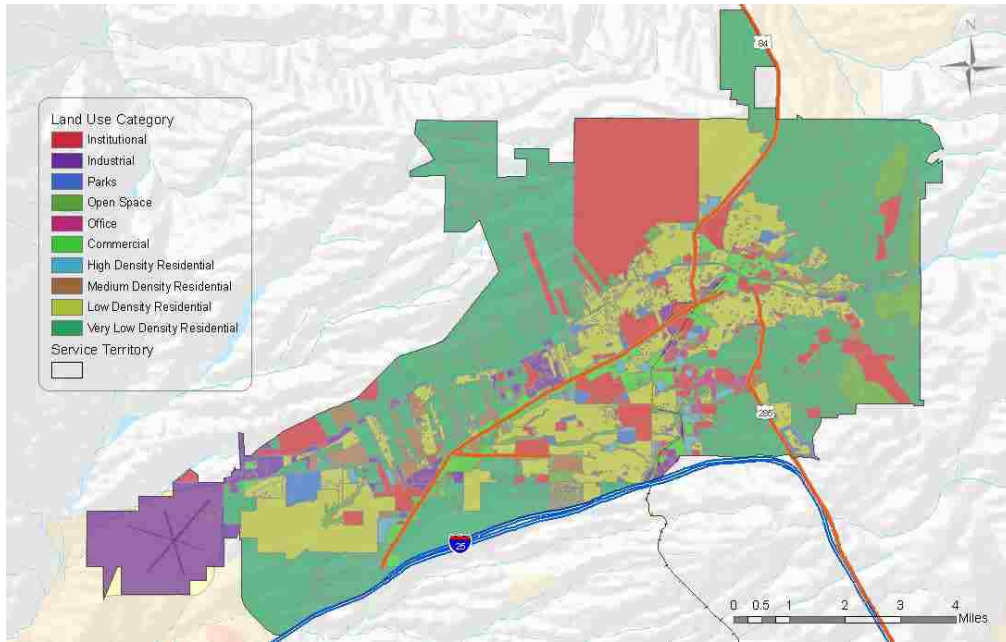 84
N
Land Use Category
Institutional
Industrial
Parks
Open Space
Office
Commercial
High Density Residential
Medium Density Residential
Low Density Residential
Very Low Density Residential
Service Territory
285
25
0 0.5 1 2 3 4
Miles